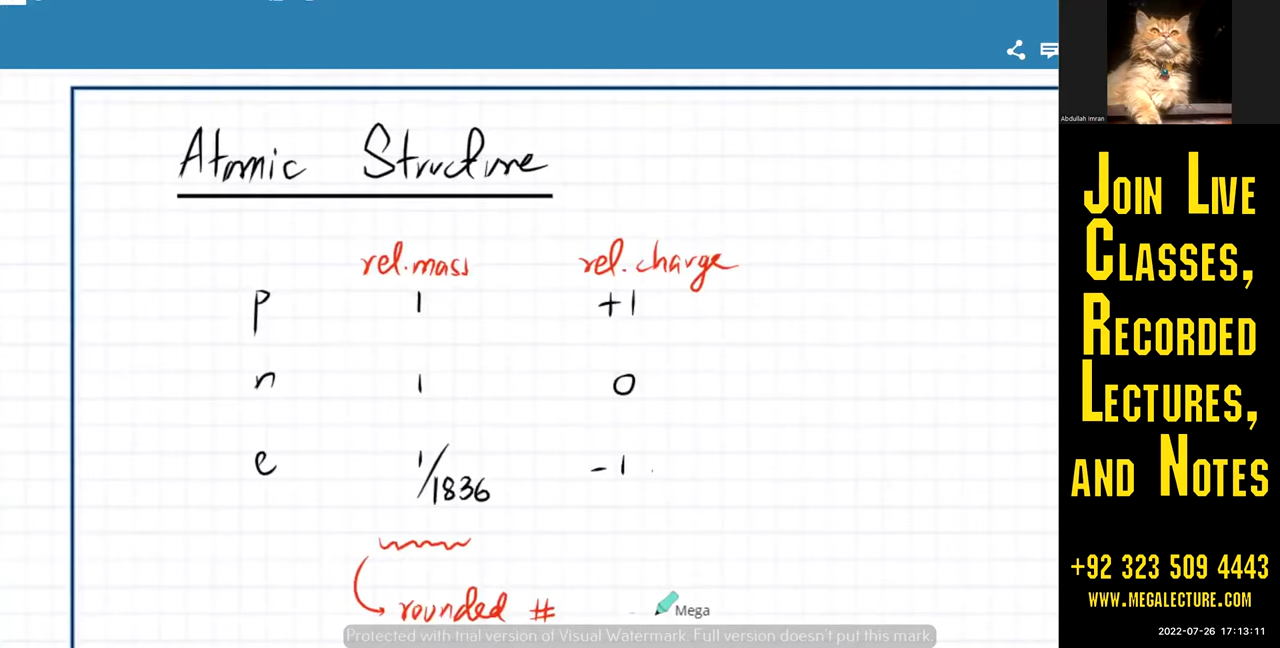 Atomic Structure
rel.mass rel.charge
p 1 +1
n 1 0
e 1/1836 -1
rounded #
Mega
Protected with trial version of Visual Watermark. Full version doesn't put this mark.
Abdullah Imran
JOIN LIVE
CLASSES,
RECORDED
LECTURES,
AND NOTES
+92 323 509 4443
WWW.MEGALECTURE.COM
2022-07-26 17:13:11